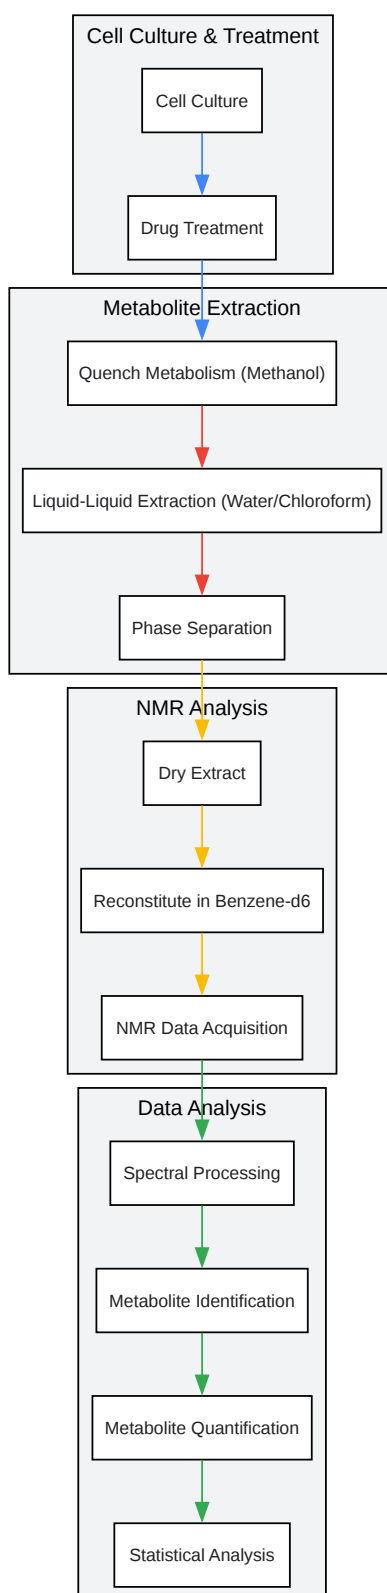 Cell Culture & Treatment
Cell Culture
Drug Treatment
Metabolite Extraction
Quench Metabolism (Methanol)
Liquid-Liquid Extraction (Water/Chloroform)
Phase Separation
NMR Analysis
Dry Extract
Reconstitute in Benzene-d6
NMR Data Acquisition
Data Analysis
Spectral Processing
Metabolite Identification
Metabolite Quantification
Statistical Analysis